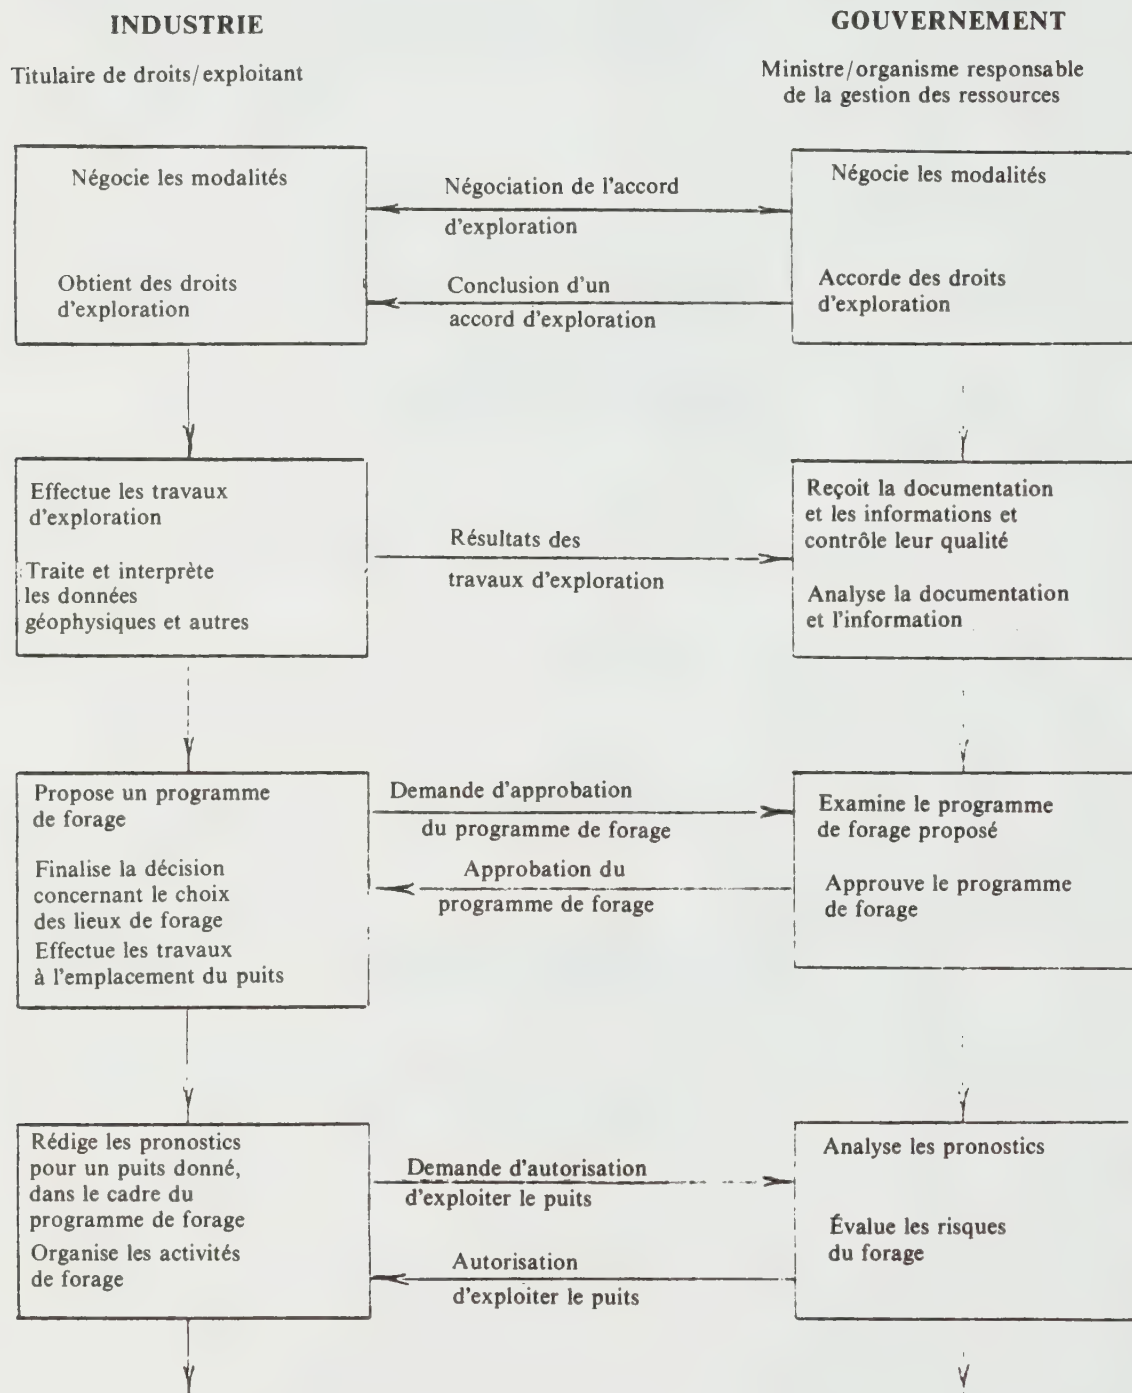 INDUSTRIE
Titulaire de droits/exploitant
GOUVERNEMENT
Ministre/organisme responsable
de la gestion des ressources
Négocie les modalités
Obtient des droits
d'exploration
Négociation de l'accord
d'exploration
Conclusion d'un
accord d'exploration
Négocie les modalités
Accorde des droits
d'exploration
Effectue les travaux
d'exploration
Traite et interprète
les données
géophysiques et autres
Résultats des
travaux d'exploration
Reçoit la documentation
et les informations et
contrôle leur qualité
Analyse la documentation
et l'information
Propose un programme
de forage
Finalise la décision
concernant le choix
des lieux de forage
Effectue les travaux
à l'emplacement du puits
Demande d'approbation
du programme de forage
Approbation du
programme de forage
Examine le programme
de forage proposé
Approuve le programme
de forage
Rédige les pronostics
pour un puits donné,
dans le cadre du
programme de forage
Organise les activités
de forage
Demande d'autorisation
d'exploiter le puits
Autorisation
d'exploiter le puits
Analyse les pronostics
Évalue les risques
du forage